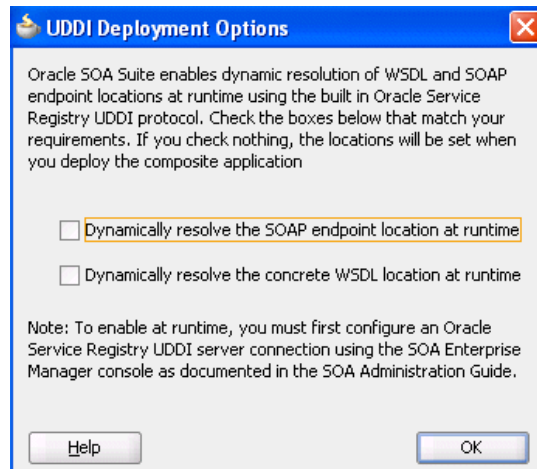 UDDI Deployment Options
Oracle SOA Suite enables dynamic resolution of WSDL and SOAP
endpoint locations at runtime using the built in Oracle Service
Registry UDDI protocol. Check the boxes below that match your
requirements. If you check nothing, the locations will be set when
you deploy the composite application
Dynamically resolve the SOAP endpoint location at runtime
Dynamically resolve the concrete WSDL location at runtime
Note: To enable at runtime, you must first configure an Oracle
Service Registry UDDI server connection using the SOA Enterprise
Manager console as documented in the SOA Administration Guide.
Help
OK